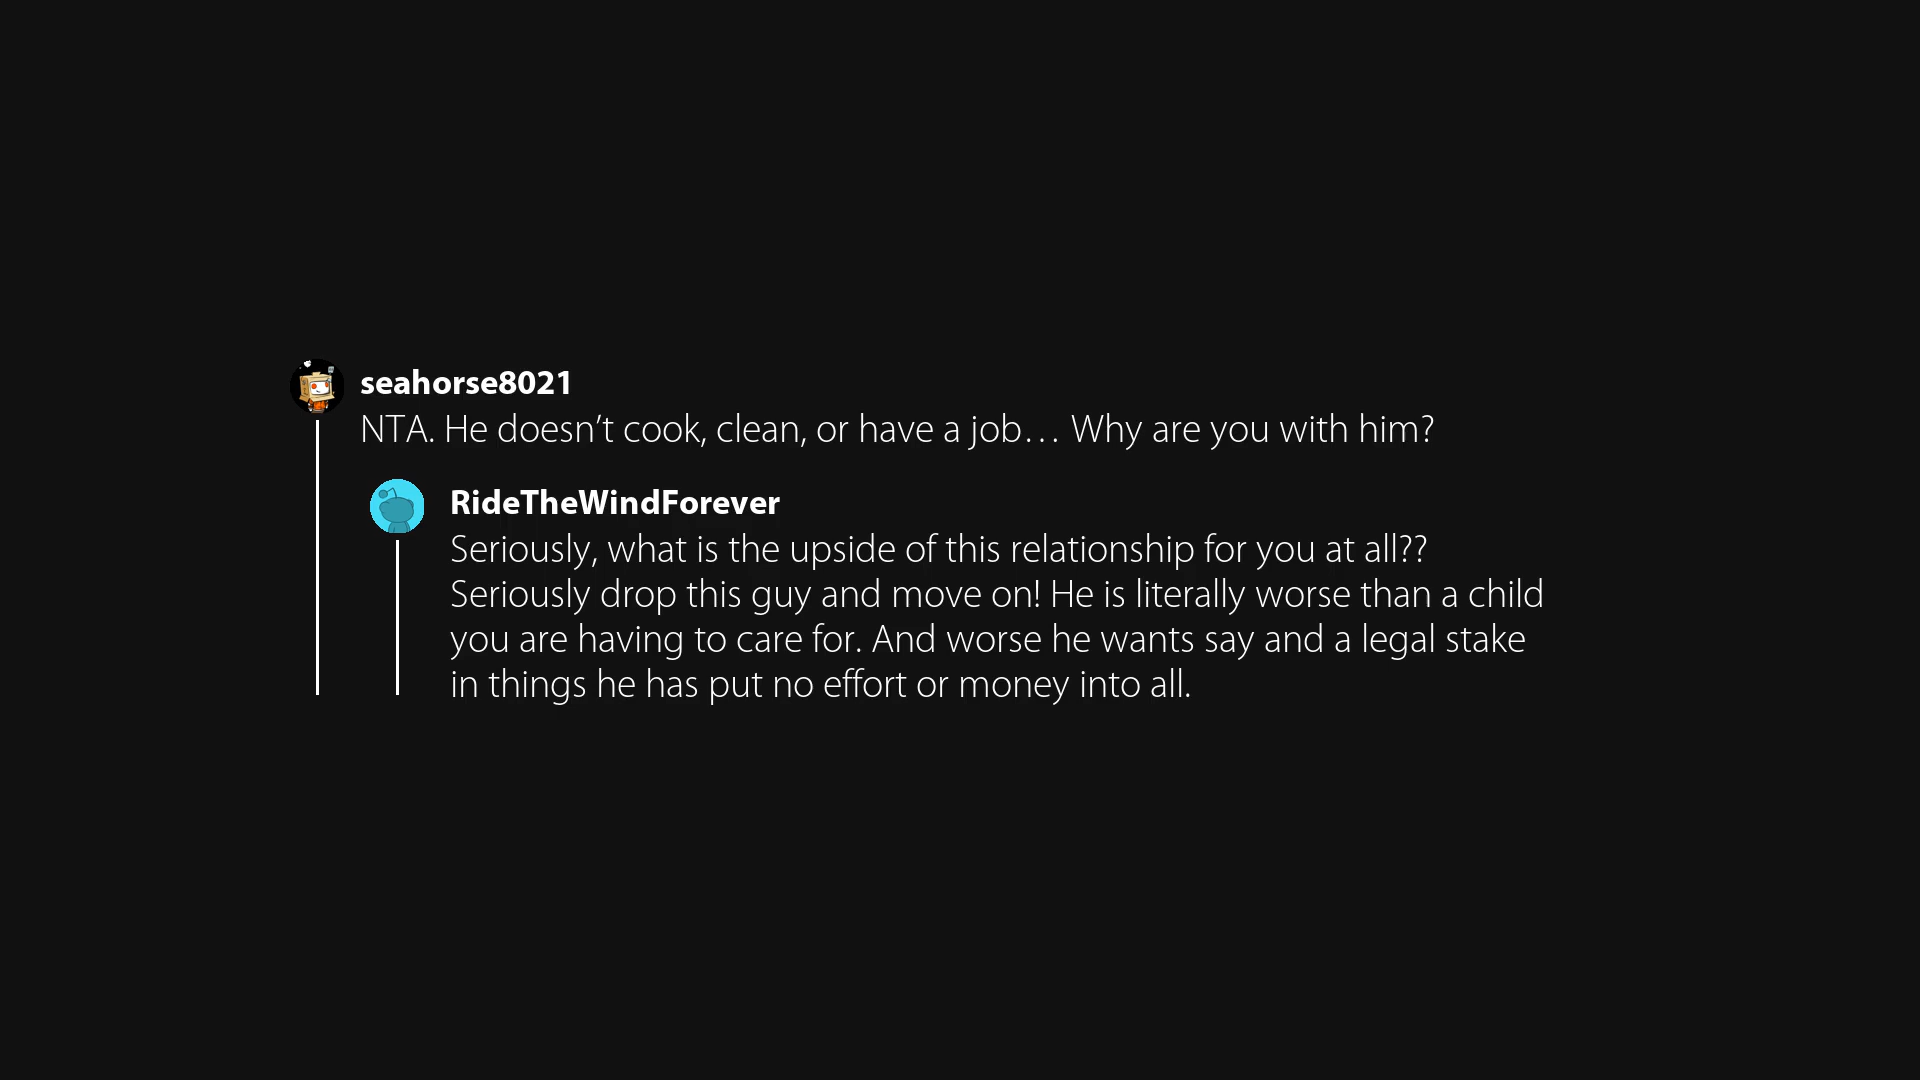 seahorse8021
NTA. He doesn’t cook, clean, or have a job… Why are you with him?
RideTheWindForever
Seriously, what is the upside of this relationship for you at all??
Seriously drop this guy and move on! He is literally worse than a child
you are having to care for. And worse he wants say and a legal stake
in things he has put no effort or money into all.